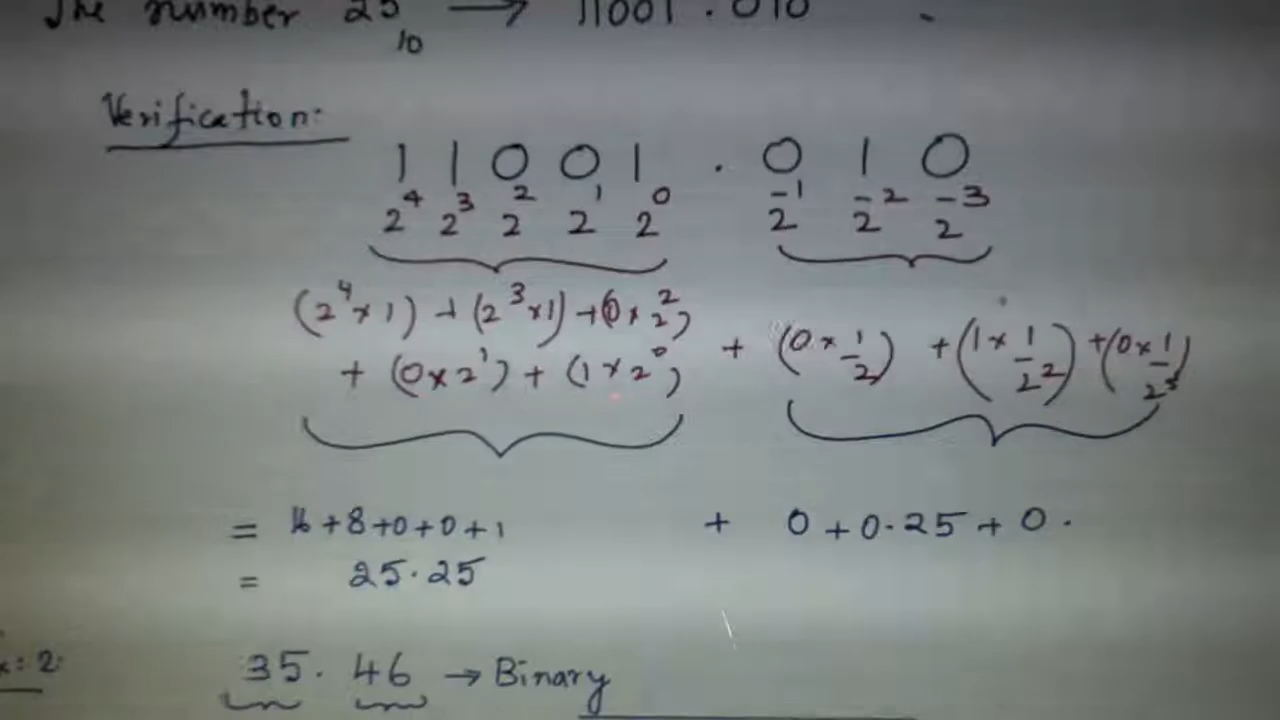 The number 25₁₀ → 11001.010
Verification:
1 1 0 0 1 . 0 1 0
2⁴ 2³ 2² 2¹ 2⁰ 2⁻¹ 2⁻² 2⁻³
(2⁴×1) + (2³×1) + (0×2²)
+ (0×2¹) + (1×2⁰) + (0×1/2) + (1×1/2²) + (0×1/2³)
= 16+8+0+0+1 + 0+0.25+0.
= 25.25
x: 2:
35.46 → Binary